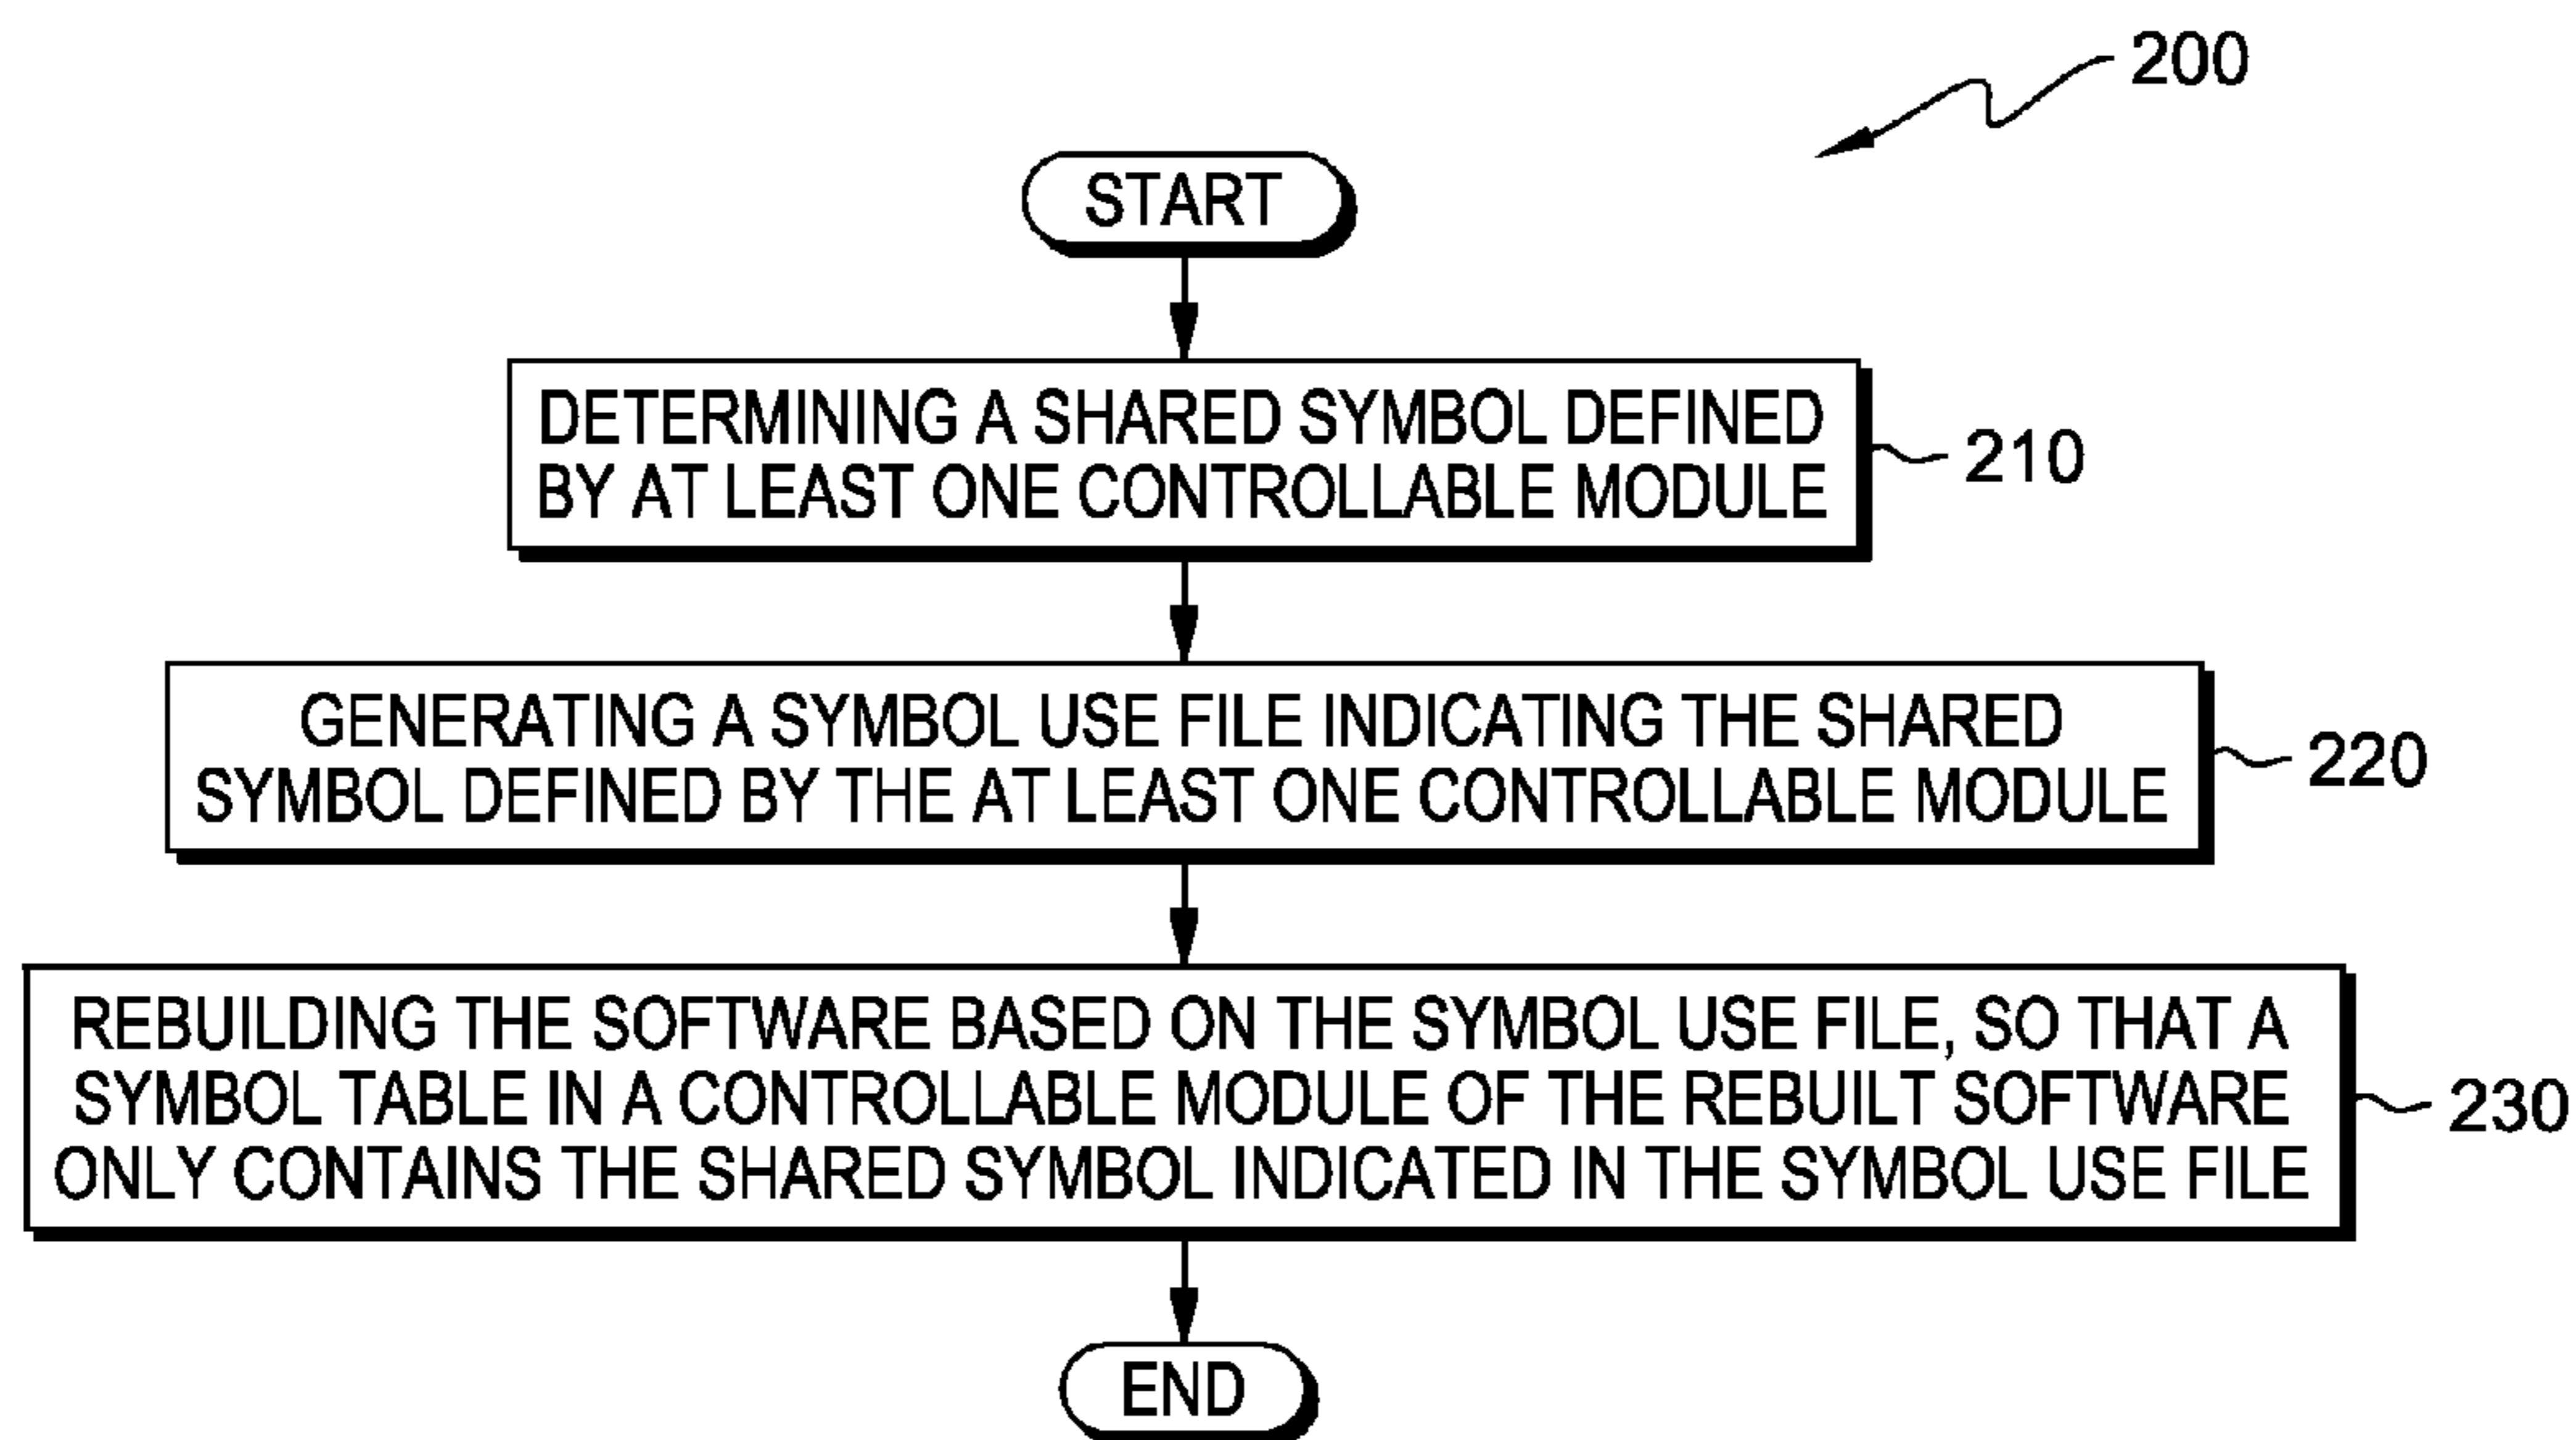 200
START
DETERMINING A SHARED SYMBOL DEFINED
BY AT LEAST ONE CONTROLLABLE MODULE
210
GENERATING A SYMBOL USE FILE INDICATING THE SHARED
SYMBOL DEFINED BY THE AT LEAST ONE CONTROLLABLE MODULE
220
REBUILDING THE SOFTWARE BASED ON THE SYMBOL USE FILE, SO THAT A
SYMBOL TABLE IN A CONTROLLABLE MODULE OF THE REBUILT SOFTWARE
ONLY CONTAINS THE SHARED SYMBOL INDICATED IN THE SYMBOL USE FILE
230
END